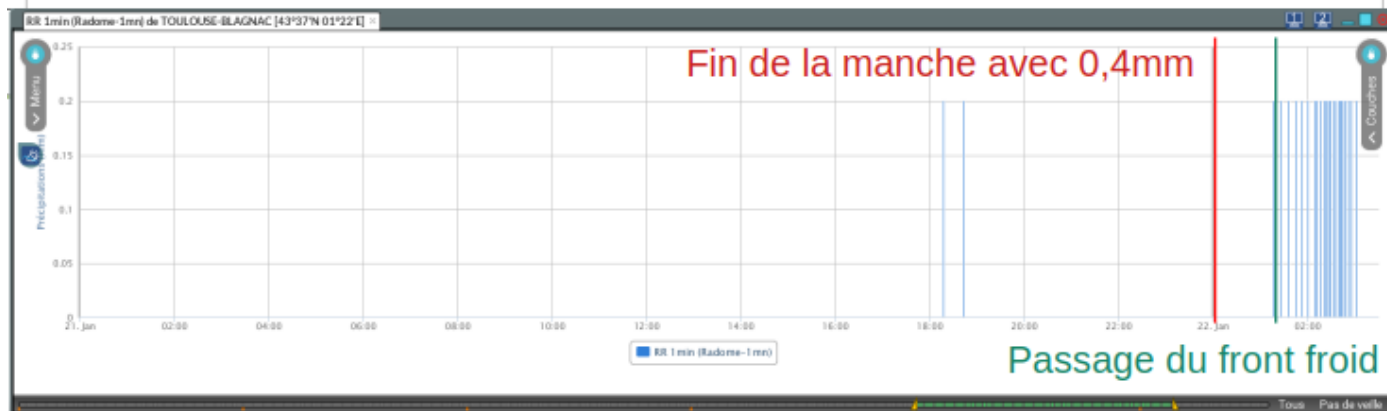 RR 1min (Radome-1mn) de TOULOUSE-BLAGNAC [43°37'N 01°22'E] ×
1 2
Fin de la manche avec 0,4mm
Menu
Couches
Précipitations
0.25
0.2
0.15
0.1
0.05
0
21. Jan 02:00 04:00 06:00 08:00 10:00 12:00 14:00 16:00 18:00 20:00 22:00 22. Jan 02:00
RR 1min (Radome-1mn)
Passage du front froid
Tous Pas de veille